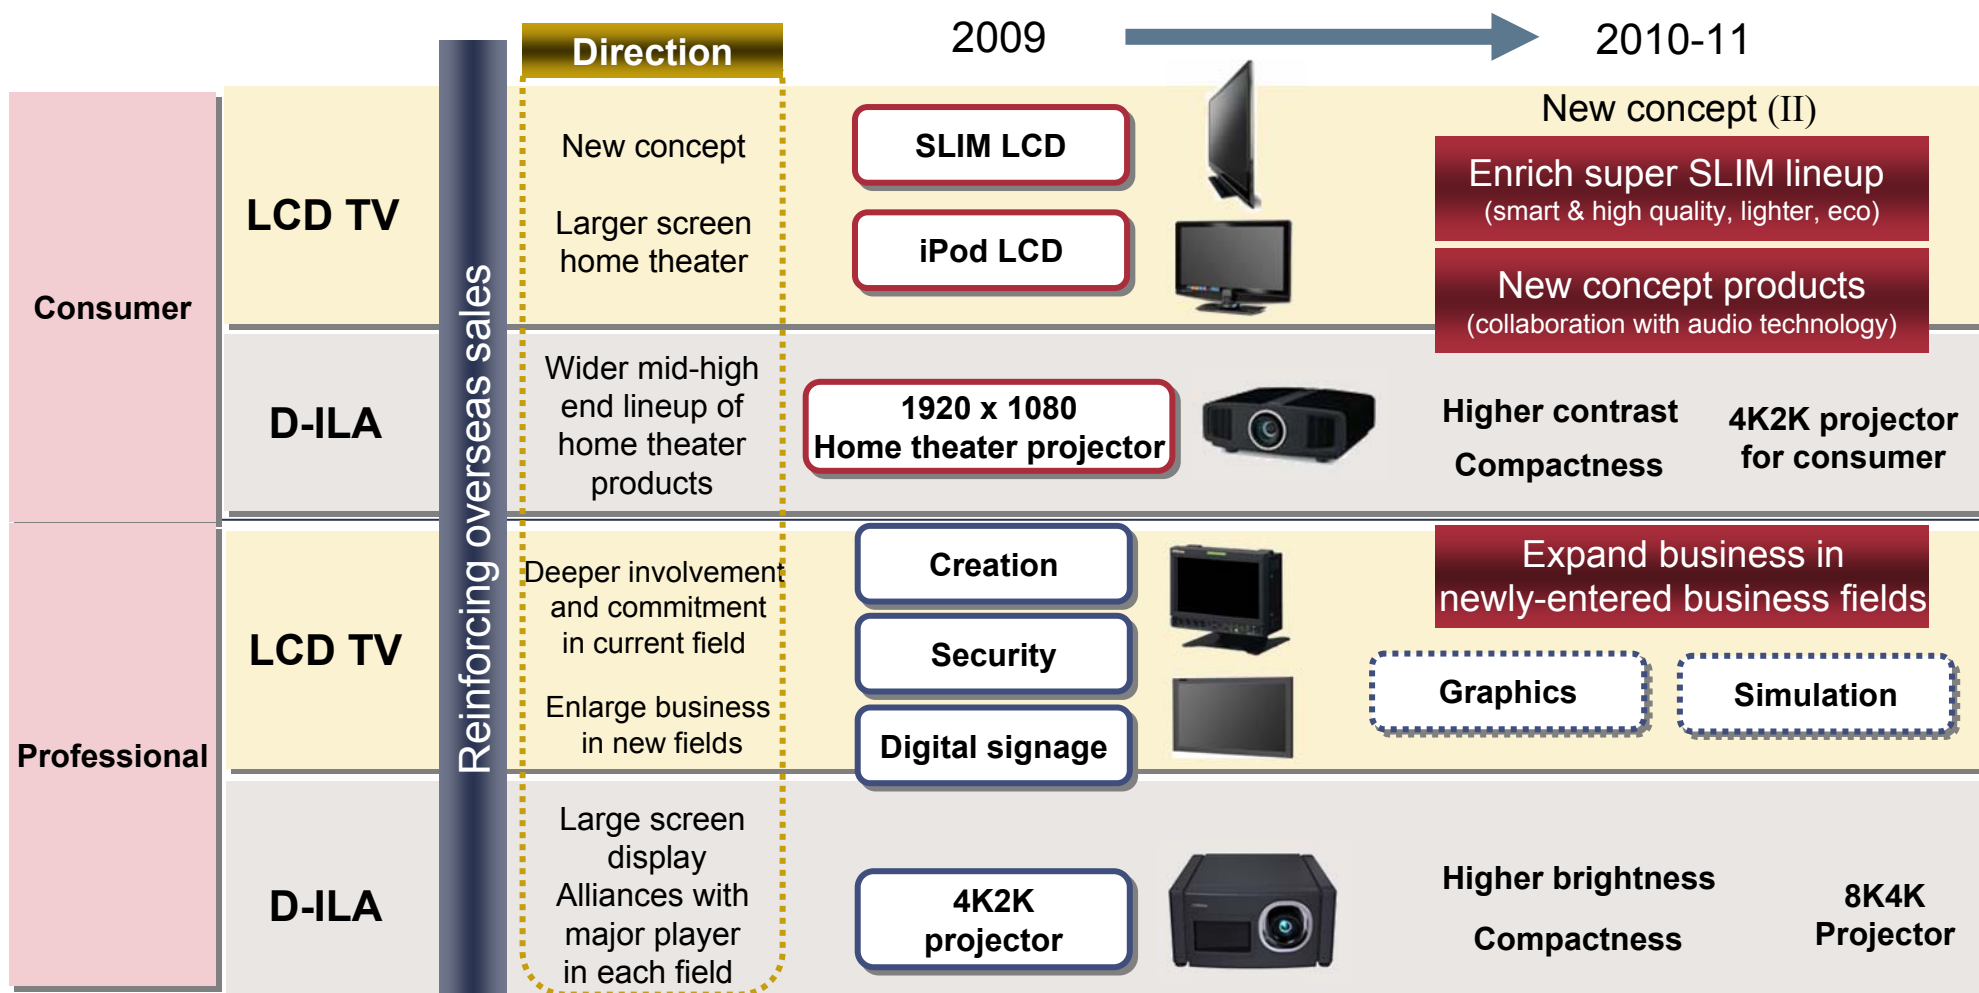 Direction
2009
2010-11
Consumer
LCD TV
Reinforcing overseas sales
New concept
Larger screen
home theater
SLIM LCD
iPod LCD
New concept (II)
Enrich super SLIM lineup
(smart & high quality, lighter, eco)
New concept products
(collaboration with audio technology)
D-ILA
Wider mid-high
end lineup of
home theater
products
1920 x 1080
Home theater projector
Higher contrast
Compactness
4K2K projector
for consumer
Professional
LCD TV
Deeper involvement
and commitment
in current field
Enlarge business
in new fields
Creation
Security
Digital signage
Expand business in
newly-entered business fields
Graphics
Simulation
D-ILA
Large screen
display
Alliances with
major player
in each field
4K2K
projector
Higher brightness
Compactness
8K4K
Projector